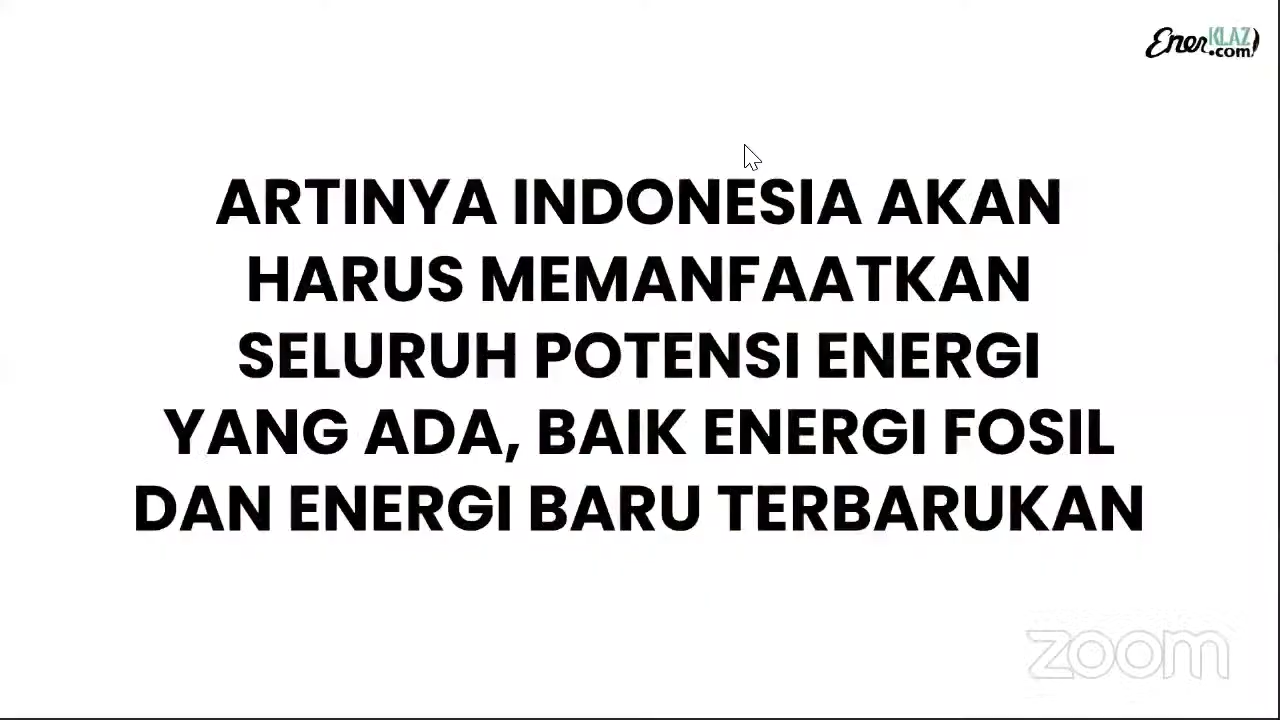 EnerKLAZ.com
ARTINYA INDONESIA AKAN
HARUS MEMANFAATKAN
SELURUH POTENSI ENERGI
YANG ADA, BAIK ENERGI FOSIL
DAN ENERGI BARU TERBARUKAN
zoom